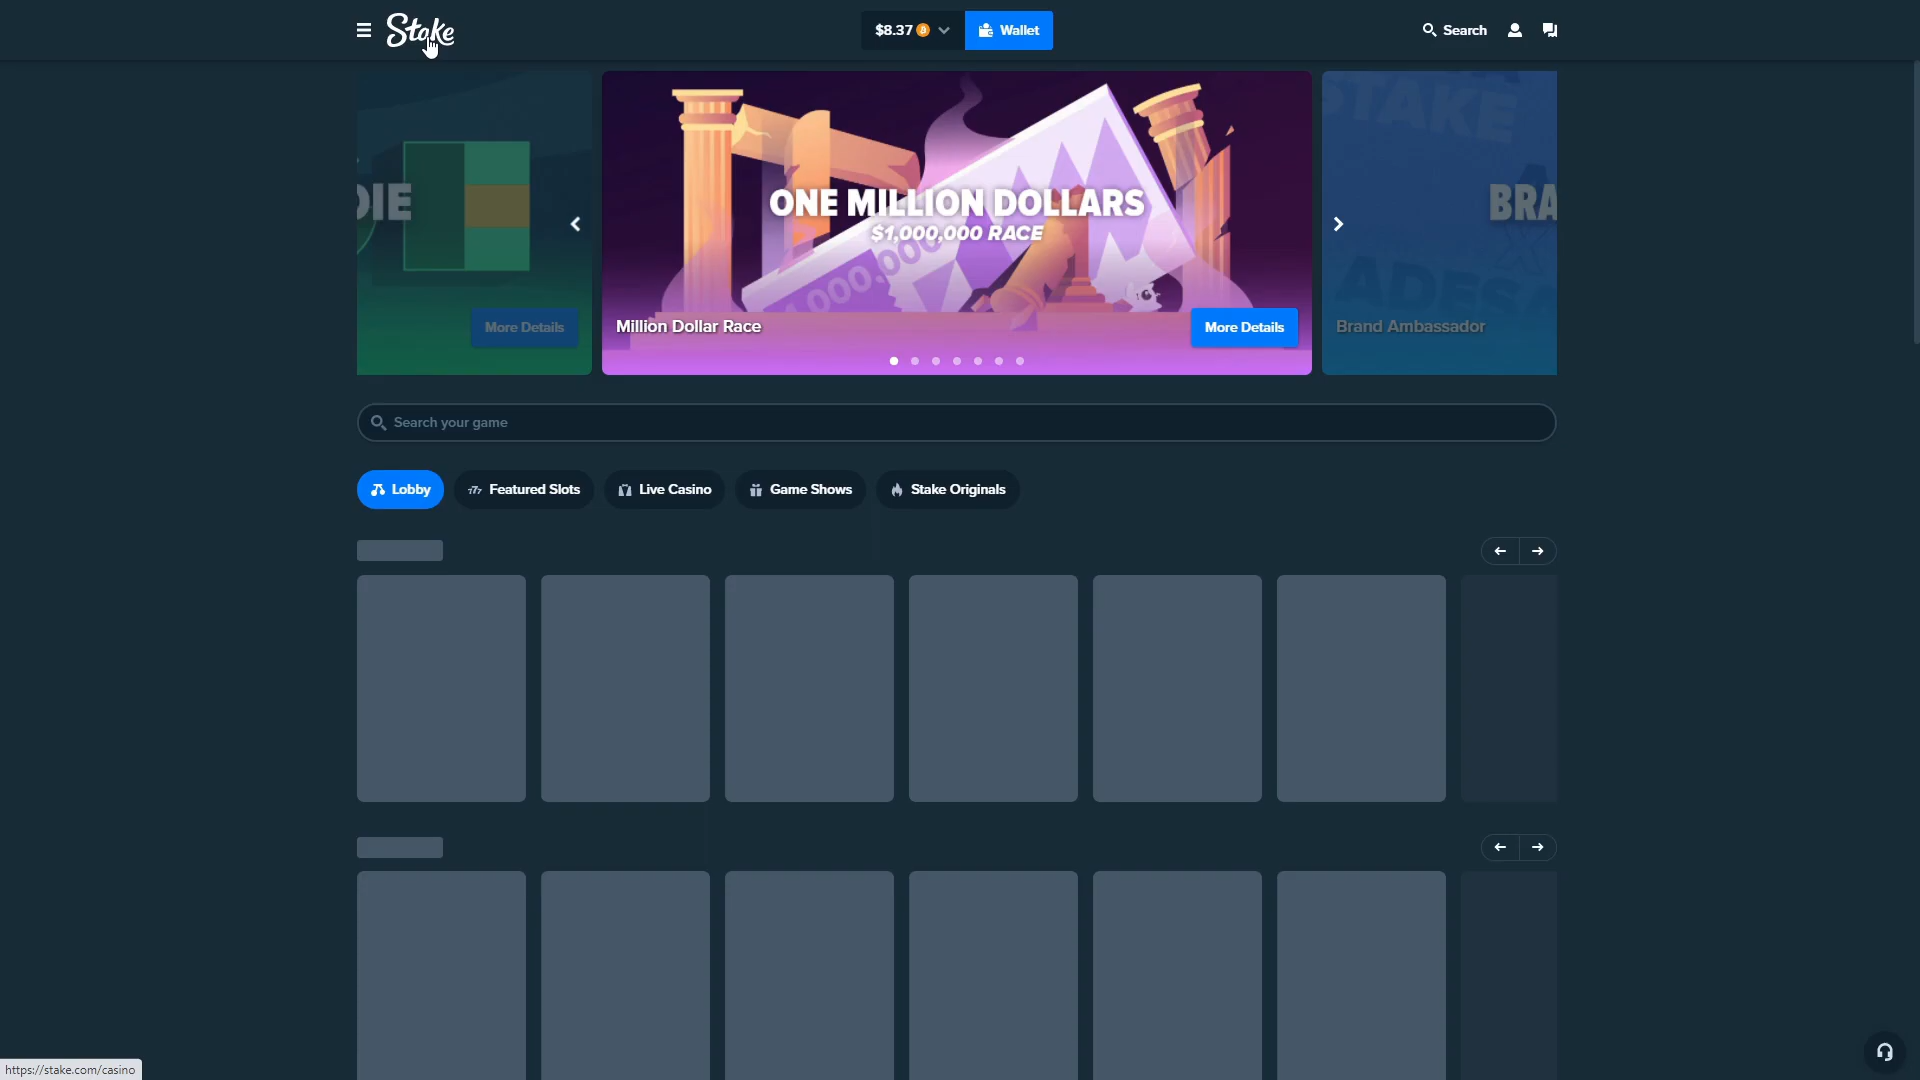 Stake
$8.37
Wallet
Search
DIE
More Details
ONE MILLION DOLLARS
$1,000,000 RACE
Million Dollar Race
More Details
STAKE
BRA
Brand Ambassador
Search your game
Lobby
Featured Slots
Live Casino
Game Shows
Stake Originals
https://stake.com/casino